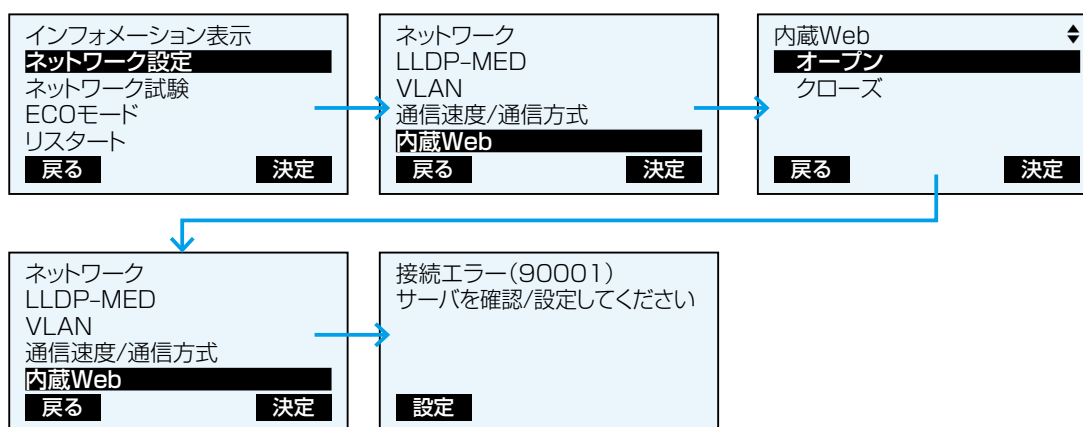 インフォメーション表示
ネットワーク設定
ネットワーク試験
ECOモード
リスタート
戻る 決定
ネットワーク
LLDP-MED
VLAN
通信速度/通信方式
内蔵Web
戻る 決定
内蔵Web
オープン
クローズ
戻る 決定
ネットワーク
LLDP-MED
VLAN
通信速度/通信方式
内蔵Web
戻る 決定
接続エラー(90001)
サーバを確認/設定してください
設定